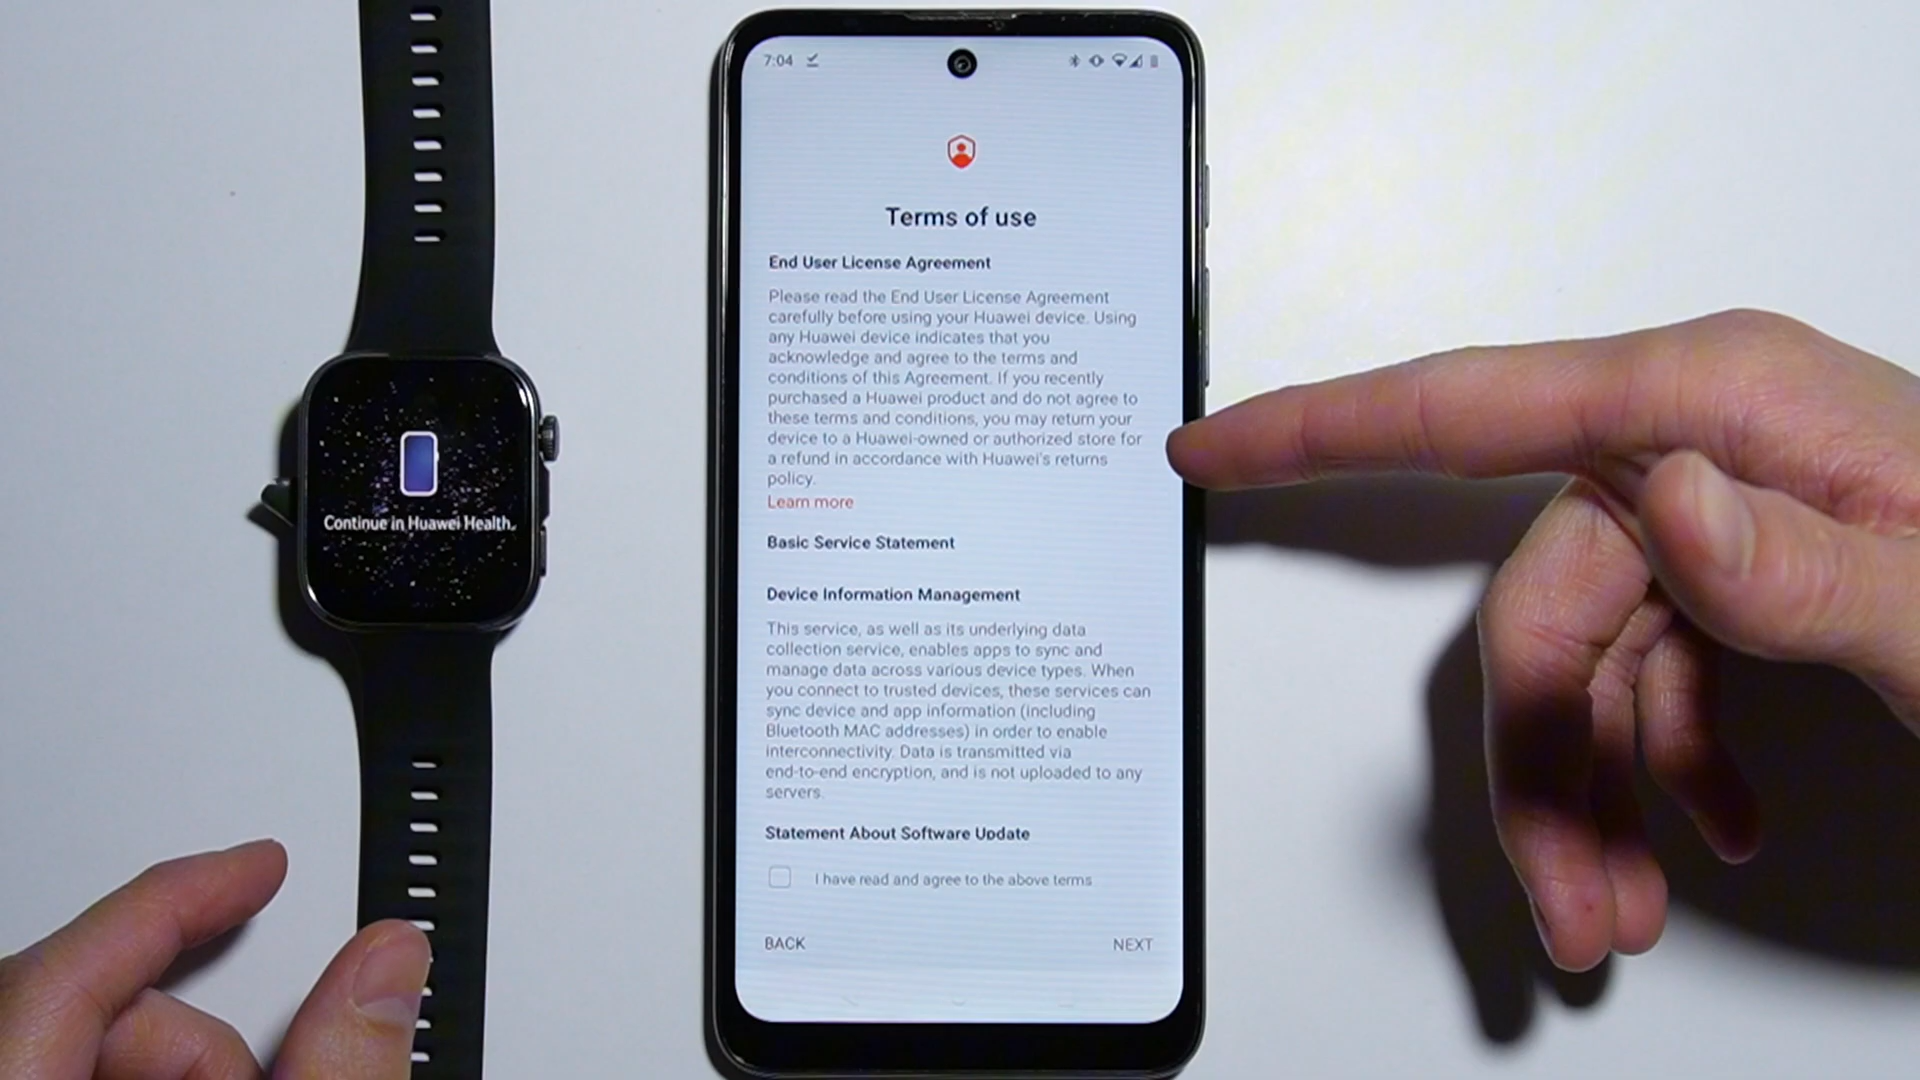 7:04
Terms of use
End User License Agreement
Please read the End User License Agreement
carefully before using your Huawei device. Using
any Huawei device indicates that you
acknowledge and agree to the terms and
conditions of this Agreement. If you recently
purchased a Huawei product and do not agree to
these terms and conditions, you may return your
device to a Huawei-owned or authorized store for
a refund in accordance with Huawei's returns
policy.
Learn more
Basic Service Statement
Device Information Management
This service, as well as its underlying data
collection service, enables apps to sync and
manage data across various device types. When
you connect to trusted devices, these services can
sync device and app information (including
Bluetooth MAC addresses) in order to enable
interconnectivity. Data is transmitted via
end-to-end encryption, and is not uploaded to any
servers.
Statement About Software Update
I have read and agree to the above terms
BACK
NEXT
Continue in Huawei Health.